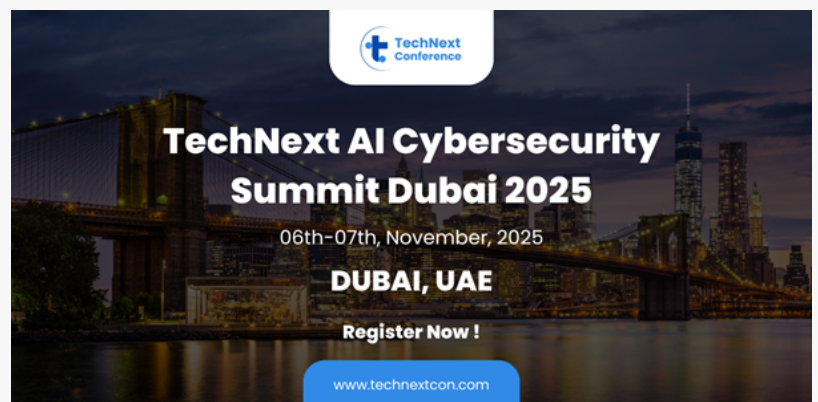 TechNext
Conference
TechNext AI Cybersecurity
Summit Dubai 2025
06th-07th, November, 2025
DUBAI, UAE
Register Now !
www.technextcon.com